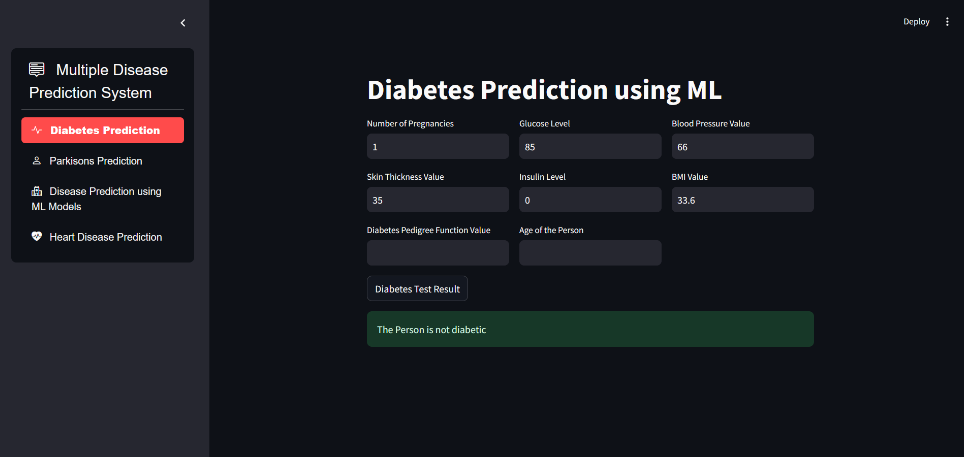 Deploy
Multiple Disease
Prediction System
Diabetes Prediction
Parkisons Prediction
Disease Prediction using
ML Models
Heart Disease Prediction
Diabetes Prediction using ML
Number of Pregnancies
Glucose Level
Blood Pressure Value
1
85
66
Skin Thickness Value
Insulin Level
BMI Value
35
0
33.6
Diabetes Pedigree Function Value
Age of the Person
Diabetes Test Result
The Person is not diabetic